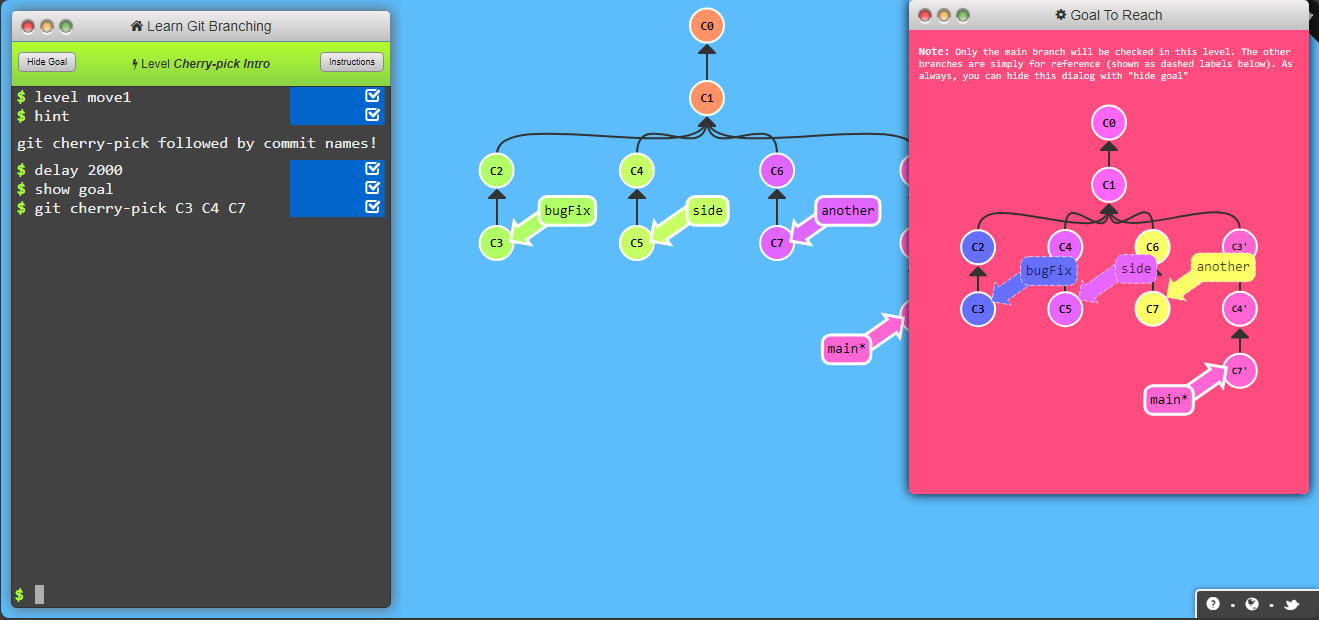 Learn Git Branching
Hide Goal
Level Cherry-pick Intro
Instructions
$ level move1
$ hint
git cherry-pick followed by commit names!
$ delay 2000
$ show goal
$ git cherry-pick C3 C4 C7
$
C0
C1
C2
C4
C6
bugFix
side
another
C3
C5
C7
main*
Goal To Reach
Note: Only the main branch will be checked in this level. The other
branches are simply for reference (shown as dashed labels below). As
always, you can hide this dialog with "hide goal"
C0
C1
C2
C4
C6
C3'
bugFix
side
another
C3
C5
C7
C4'
C7'
main*